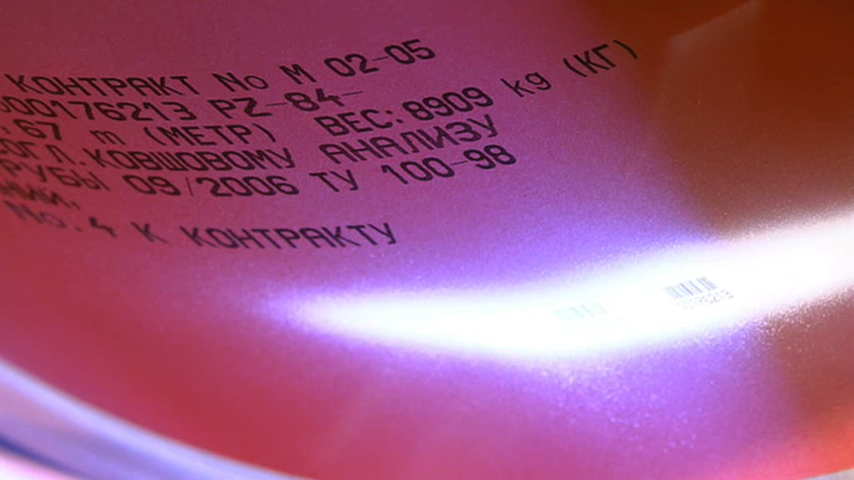 КОНТРАКТ No М 02-05
000176213 PZ-84-
.67 m (МЕТР) ВЕС: 8909 kg (КГ)
ОГЛ. КОВШОВОМУ АНАЛИЗУ
РУБЫ 09/2006 ТУ 100-98
No. 4 К КОНТРАКТУ
00176213